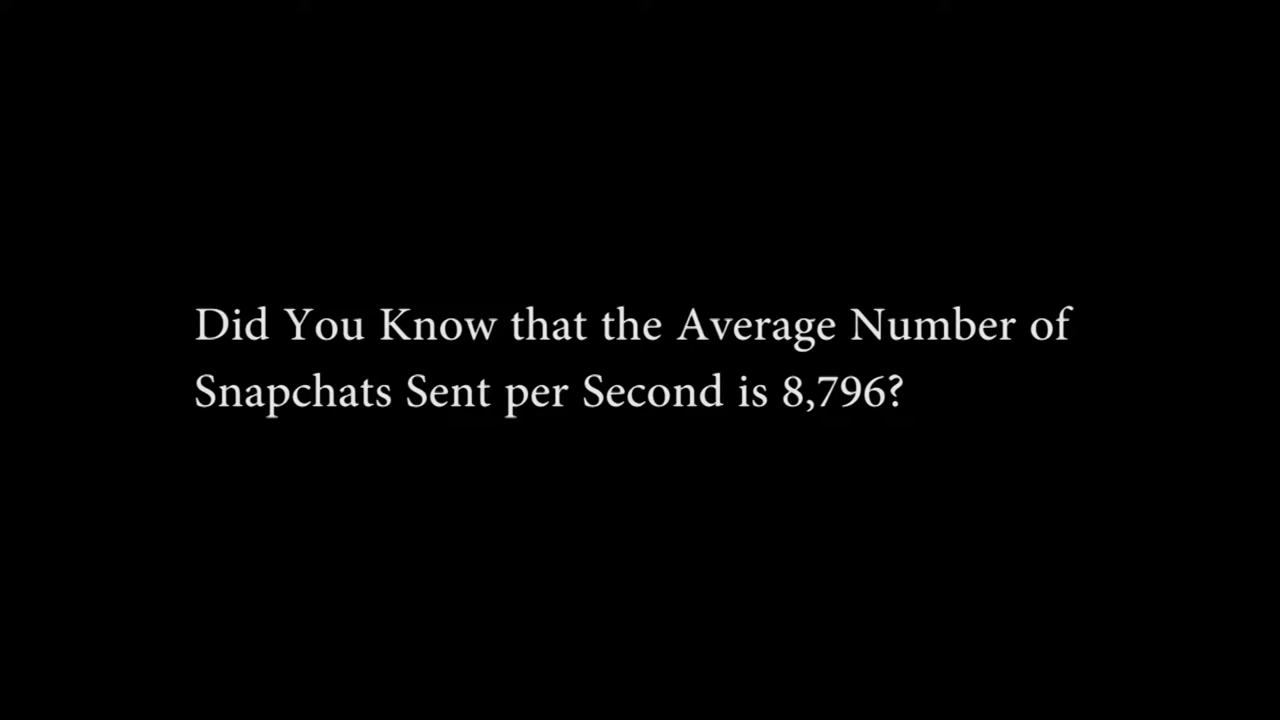 Did You Know that the Average Number of
Snapchats Sent per Second is 8,796?